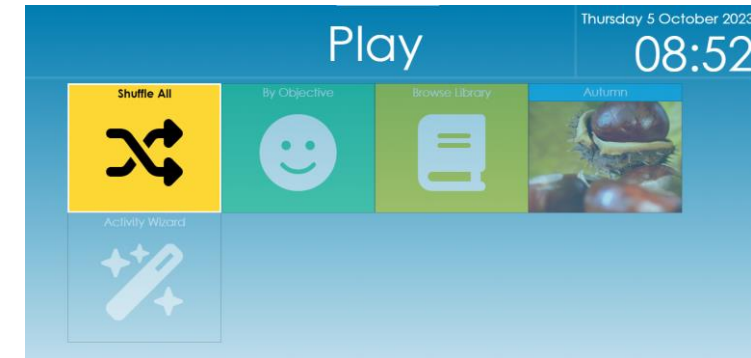 Play
Thursday 5 October 2023
08:52
Shuffle All
By Objective
Browse Library
Autumn
Activity Wizard